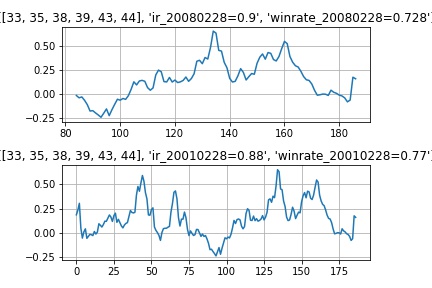 [33, 35, 38, 39, 43, 44], 'ir_20080228=0.9', 'winrate_20080228=0.728'
0.50
0.25
0.00
−0.25
80 100 120 140 160 180
[33, 35, 38, 39, 43, 44], 'ir_20010228=0.88', 'winrate_20010228=0.77'
0.50
0.25
0.00
−0.25
0 25 50 75 100 125 150 175